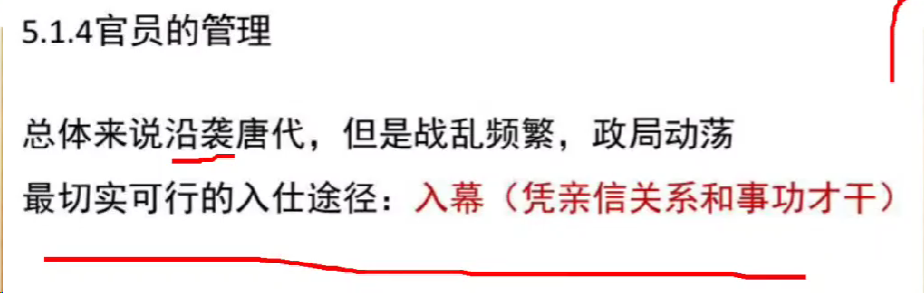 5.1.4官员的管理
总体来说沿袭唐代，但是战乱频繁，政局动荡
最切实可行的入仕途径：入幕（凭亲信关系和事功才干）